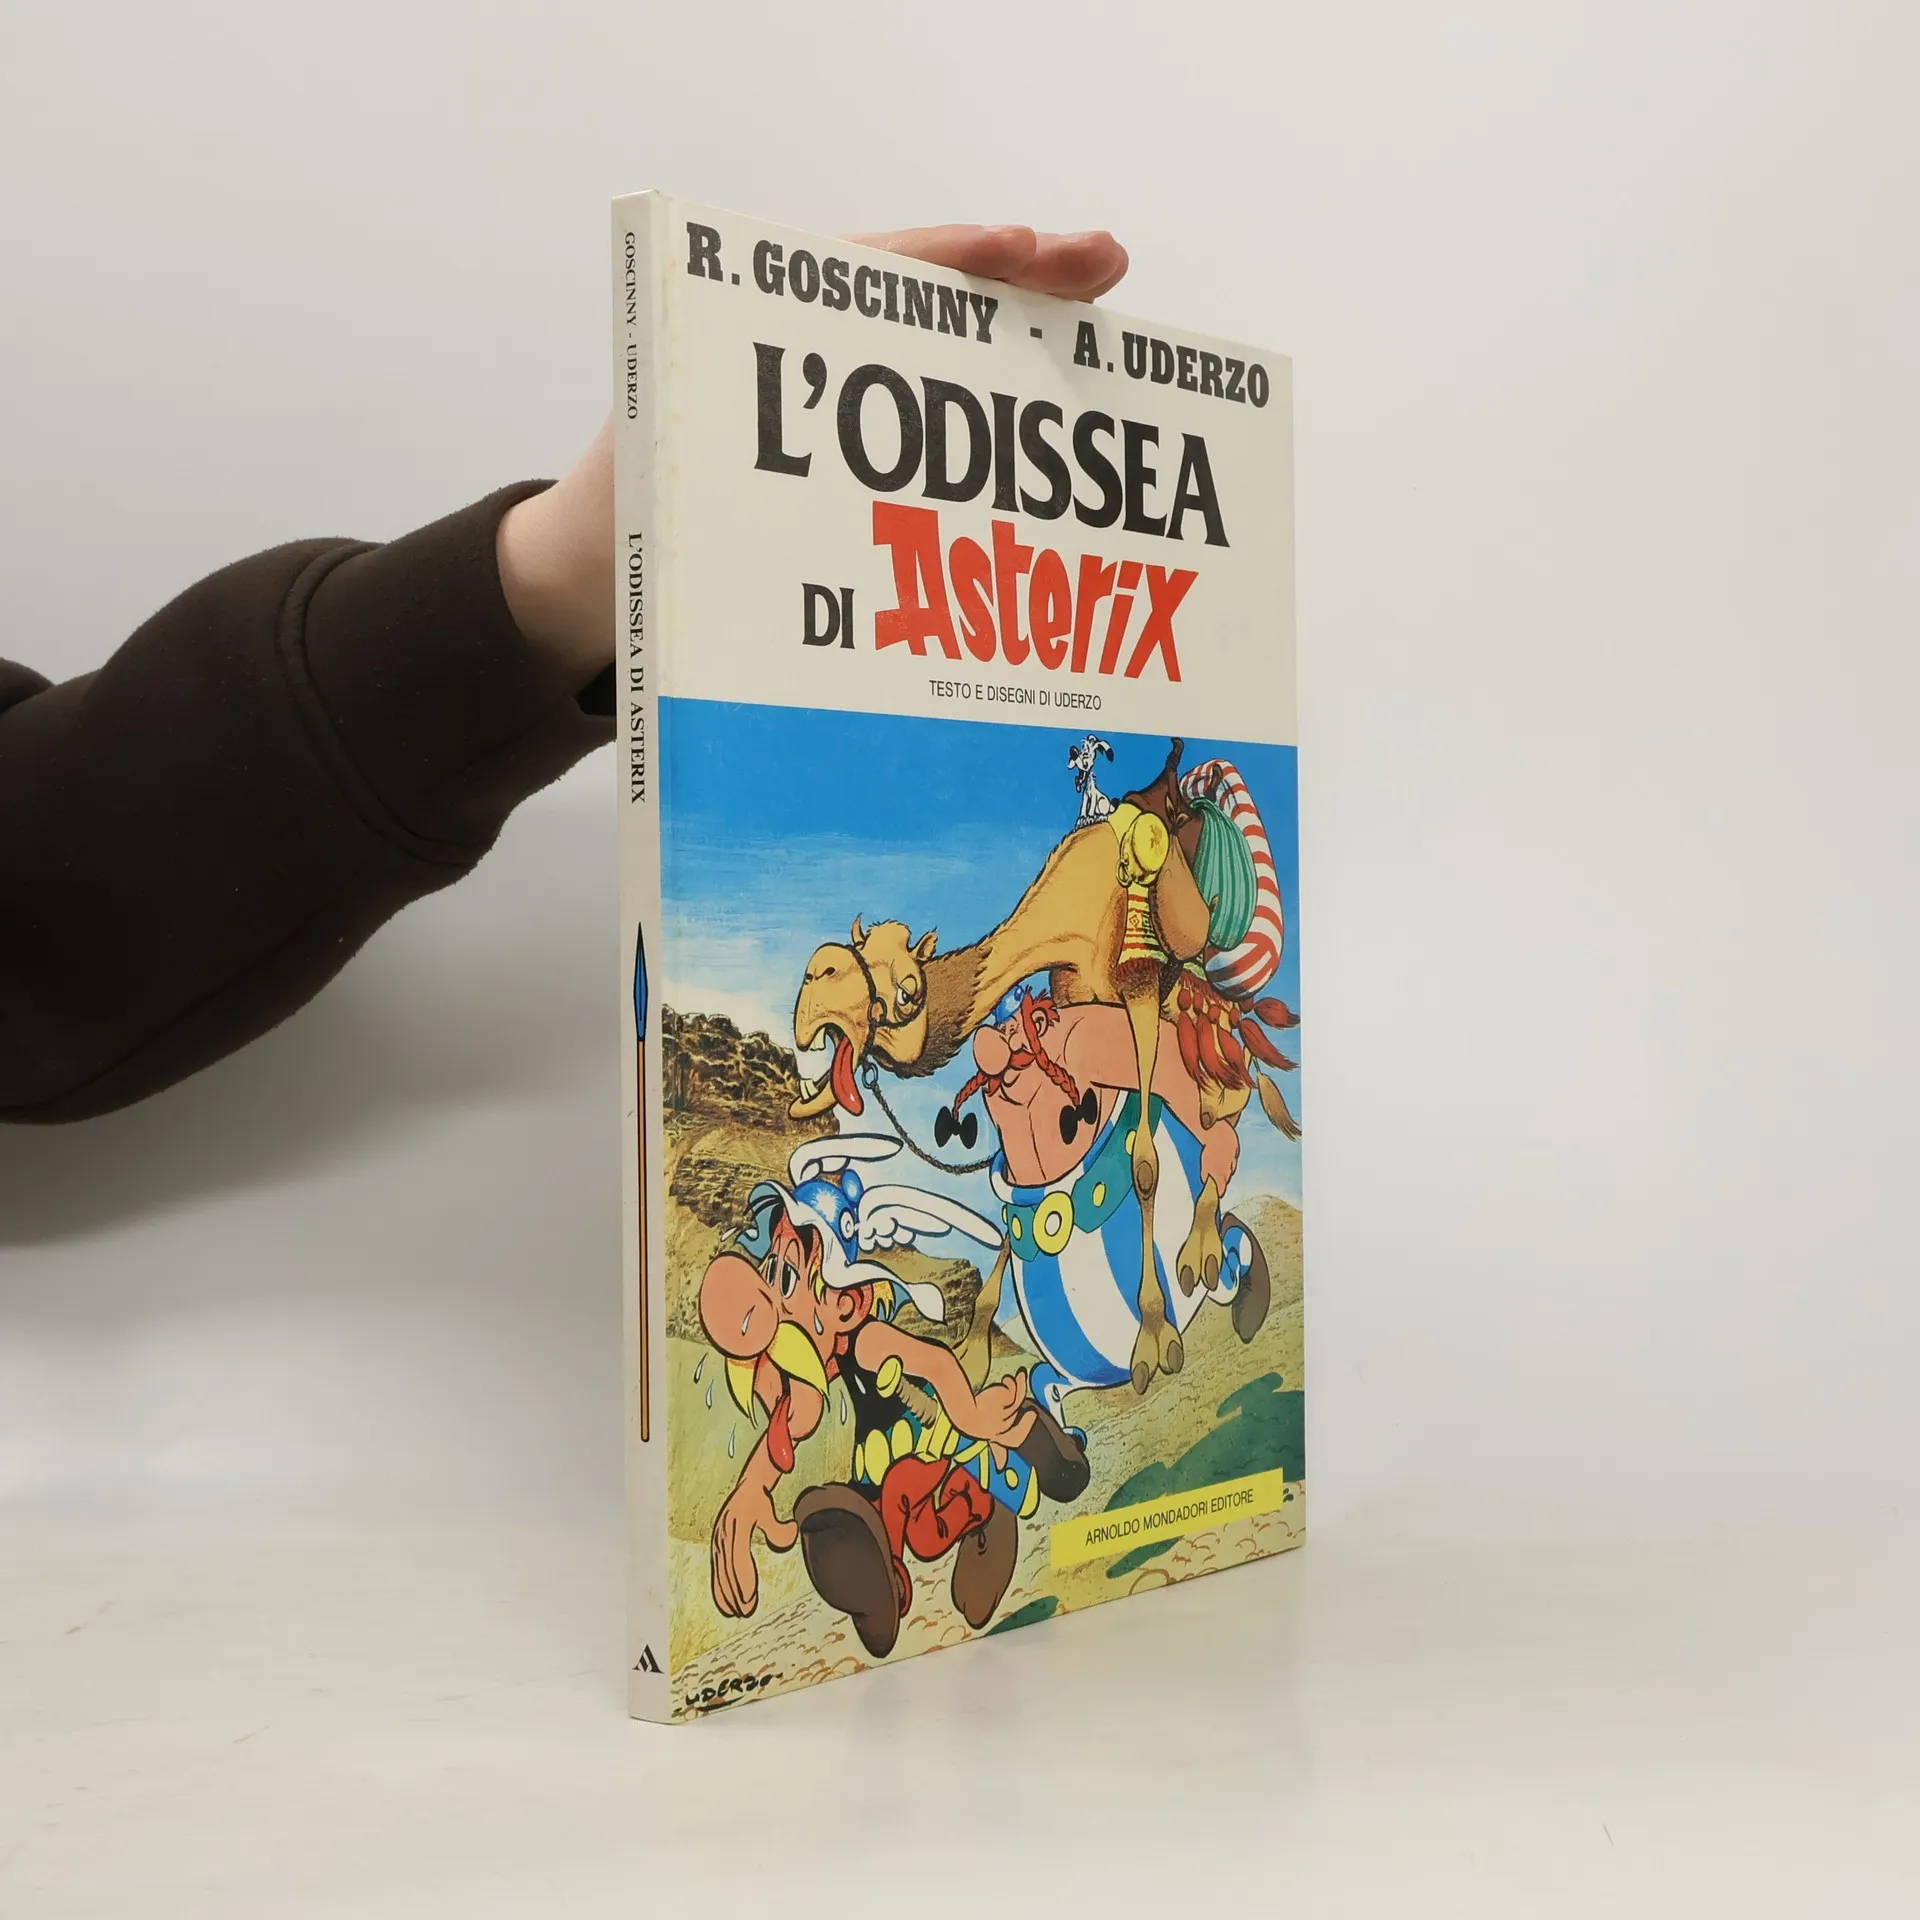 GOSCINNY - UDERZO
L'ODISSEA DI ASTERIX
R. GOSCINNY - A. UDERZO
L'ODISSEA
DI Asterix
TESTO E DISEGNI DI UDERZO
ARNOLDO MONDADORI EDITORE
UDERZO